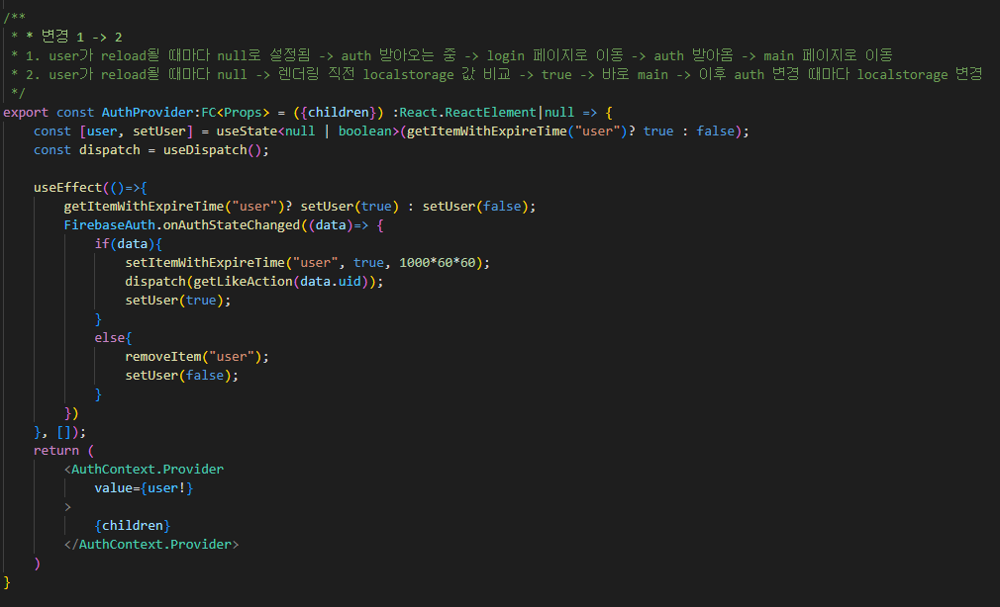 /**
 * * 변경 1 -> 2
 * 1. user가 reload될 때마다 null로 설정됨 -> auth 받아오는 중 -> login 페이지로 이동 -> auth 받아옴 -> main 페이지로 이동
 * 2. user가 reload될 때마다 null -> 렌더링 직전 localstorage 값 비교 -> true -> 바로 main -> 이후 auth 변경 때마다 localstorage 변경
 */
export const AuthProvider:FC<Props> = ({children}) :React.ReactElement|null => {
    const [user, setUser] = useState<null | boolean>(getItemWithExpireTime("user")? true : false);
    const dispatch = useDispatch();

    useEffect(()=>{
        getItemWithExpireTime("user")? setUser(true) : setUser(false);
        FirebaseAuth.onAuthStateChanged((data)=> {
            if(data){
                setItemWithExpireTime("user", true, 1000*60*60);
                dispatch(getLikeAction(data.uid));
                setUser(true);
            }
            else{
                removeItem("user");
                setUser(false);
            }
        })
    }, []);
    return (
        <AuthContext.Provider
            value={user!}
        >
            {children}
        </AuthContext.Provider>
    )
}